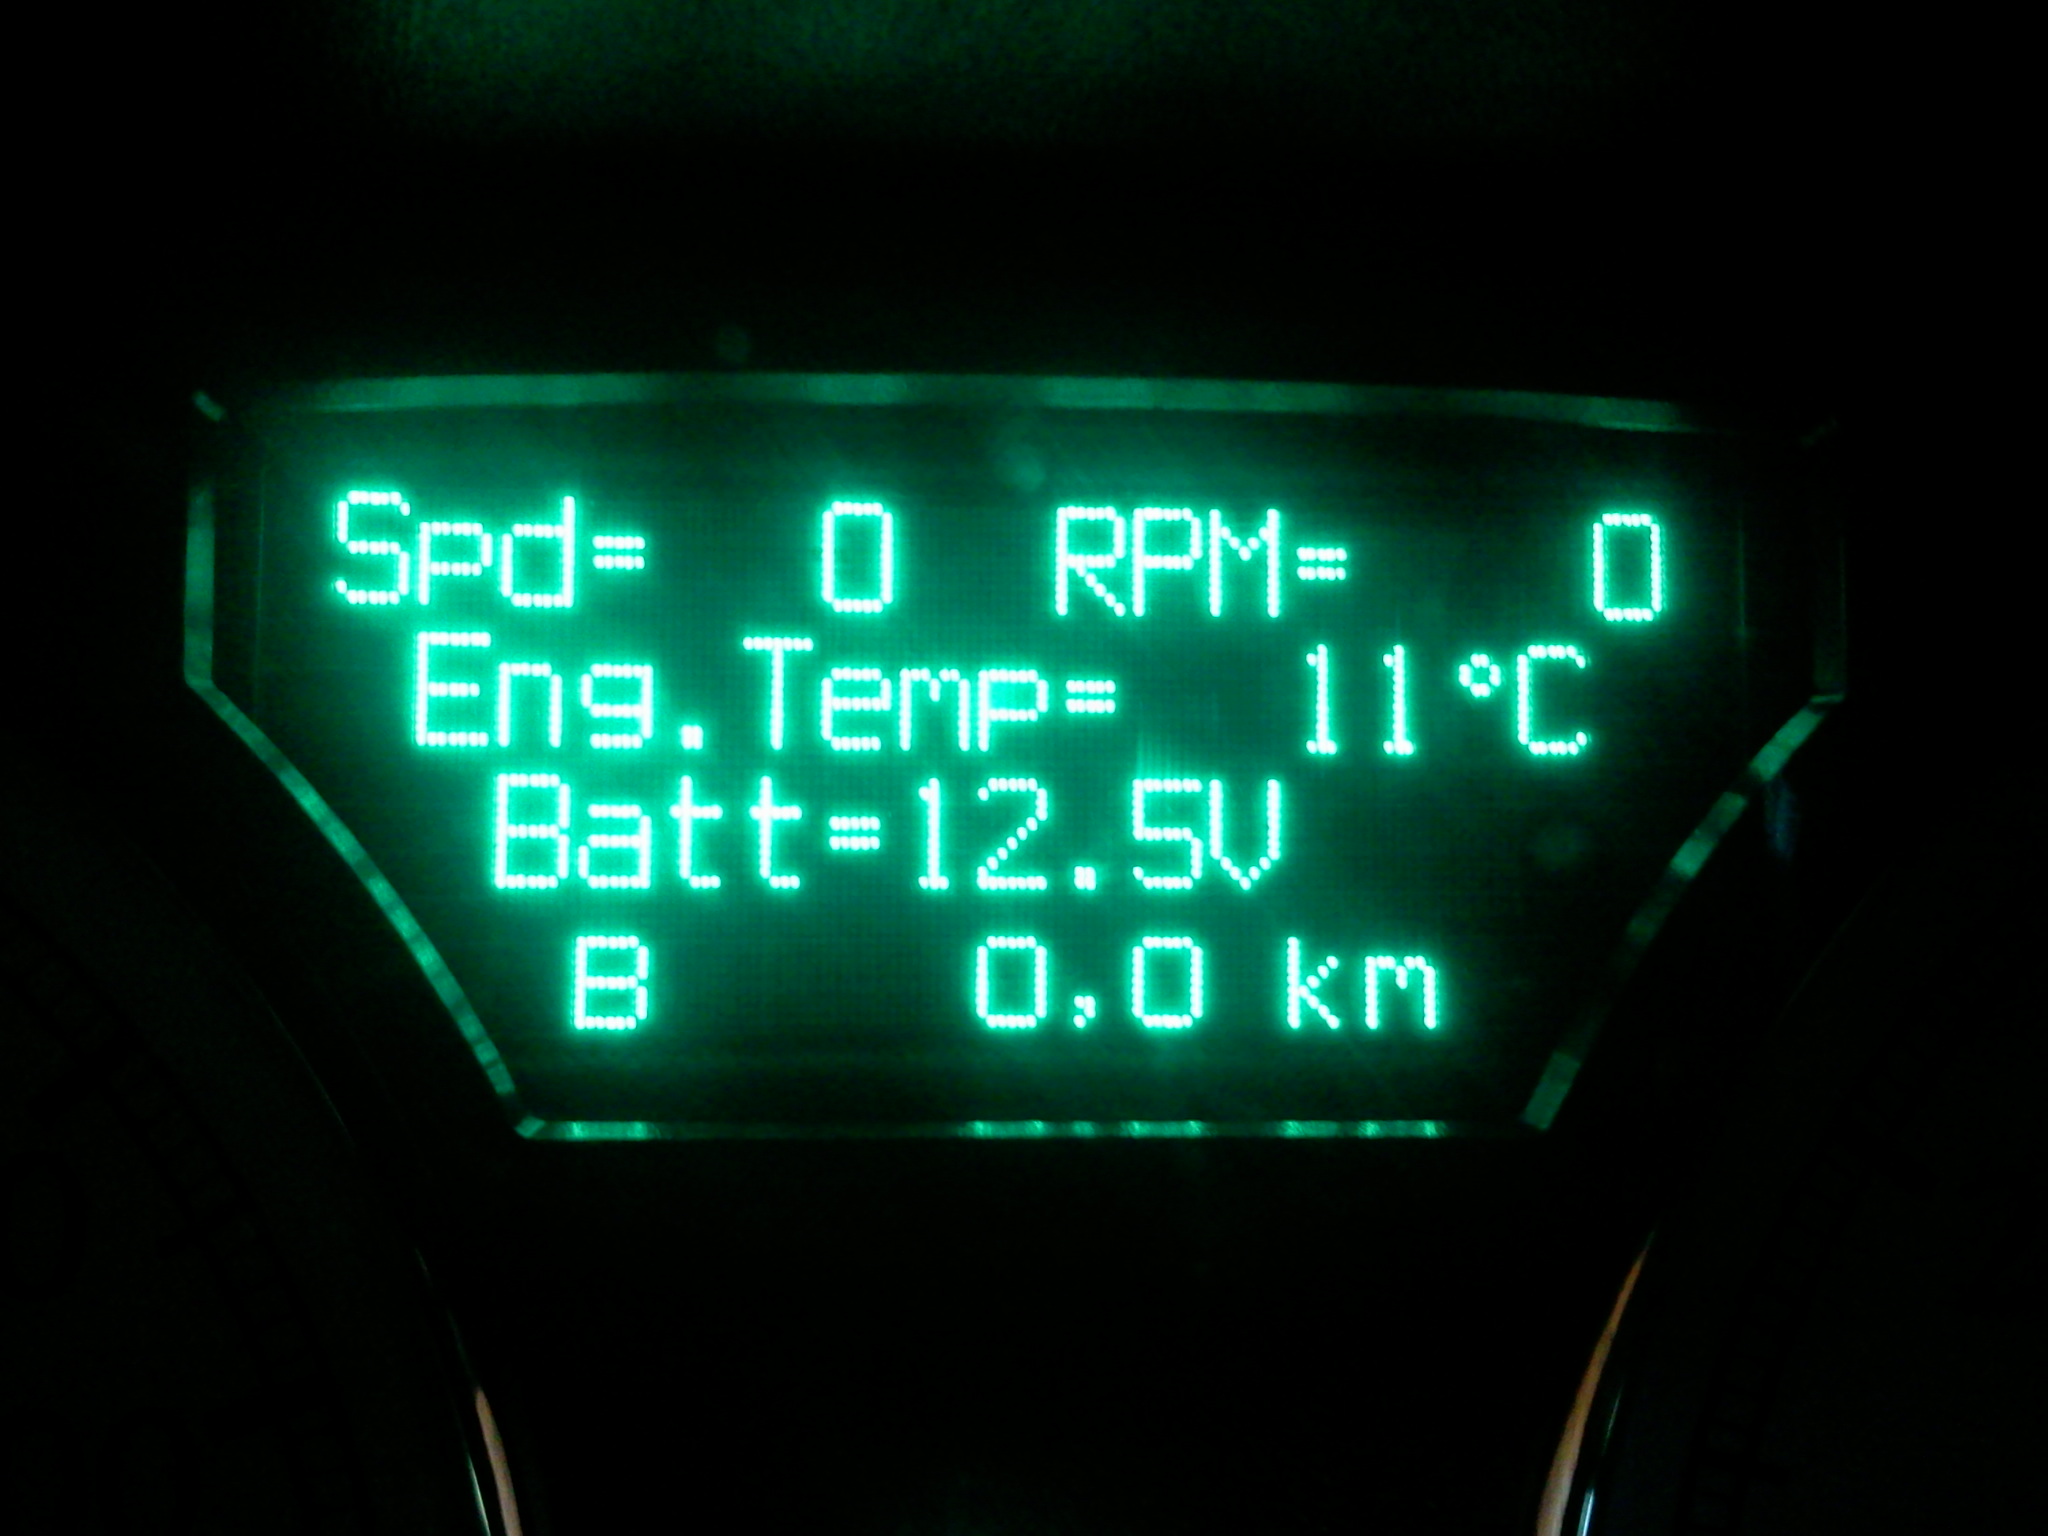 Spd= 0 RPM= 0
Eng.Temp= 11°C
Batt=12.5V
B 0,0 km